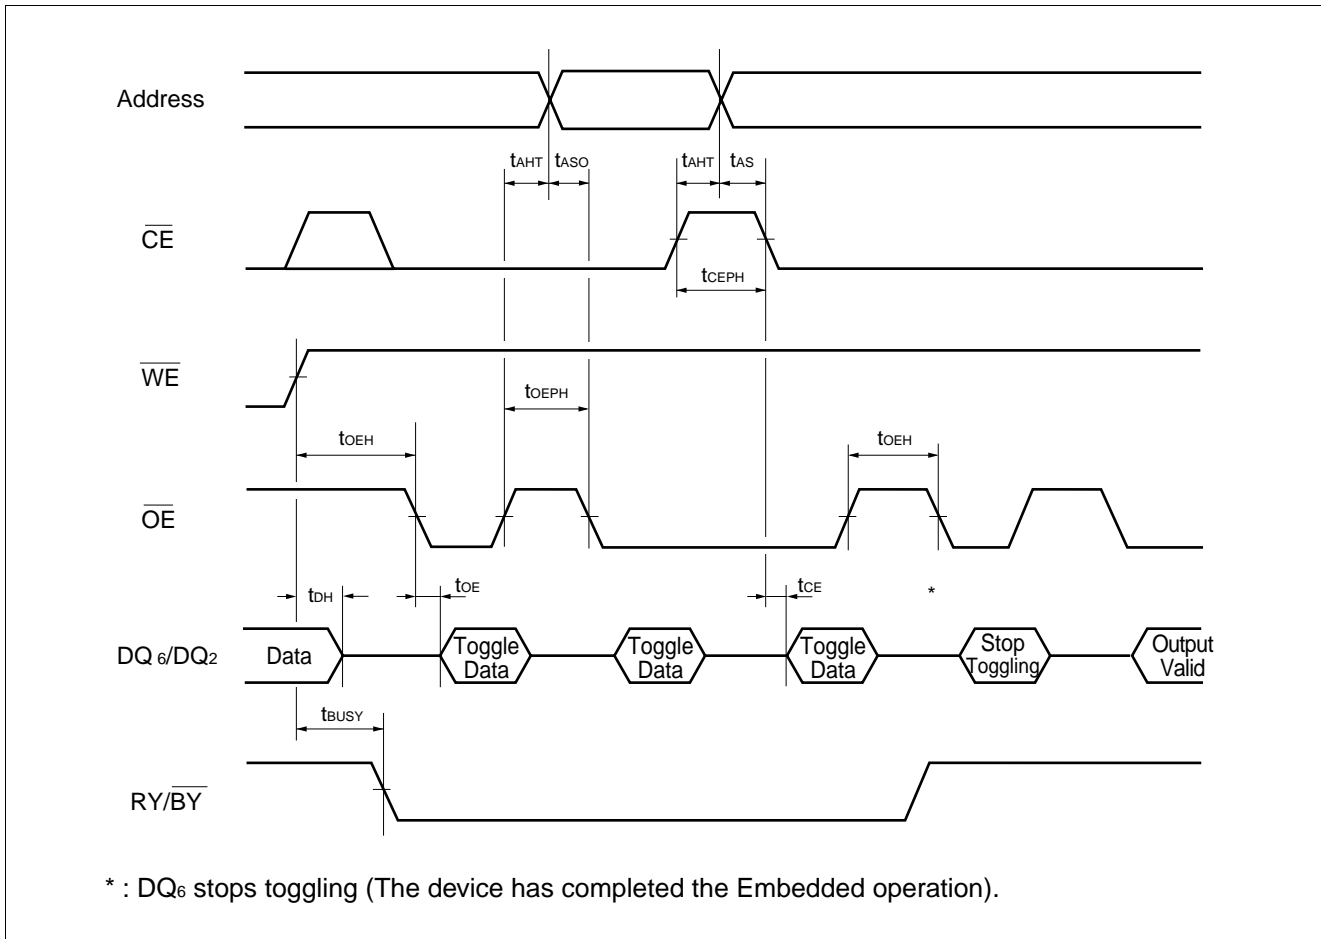 Address
tAHT tASO tAHT tAS
CE
tCEPH
WE
tOEPH
tOEH tOEH
OE
tDH tOE tCE *
DQ6/DQ2 Data Toggle Data Toggle Data Toggle Data Stop Toggling Output Valid
tBUSY
RY/BY
* : DQ6 stops toggling (The device has completed the Embedded operation).